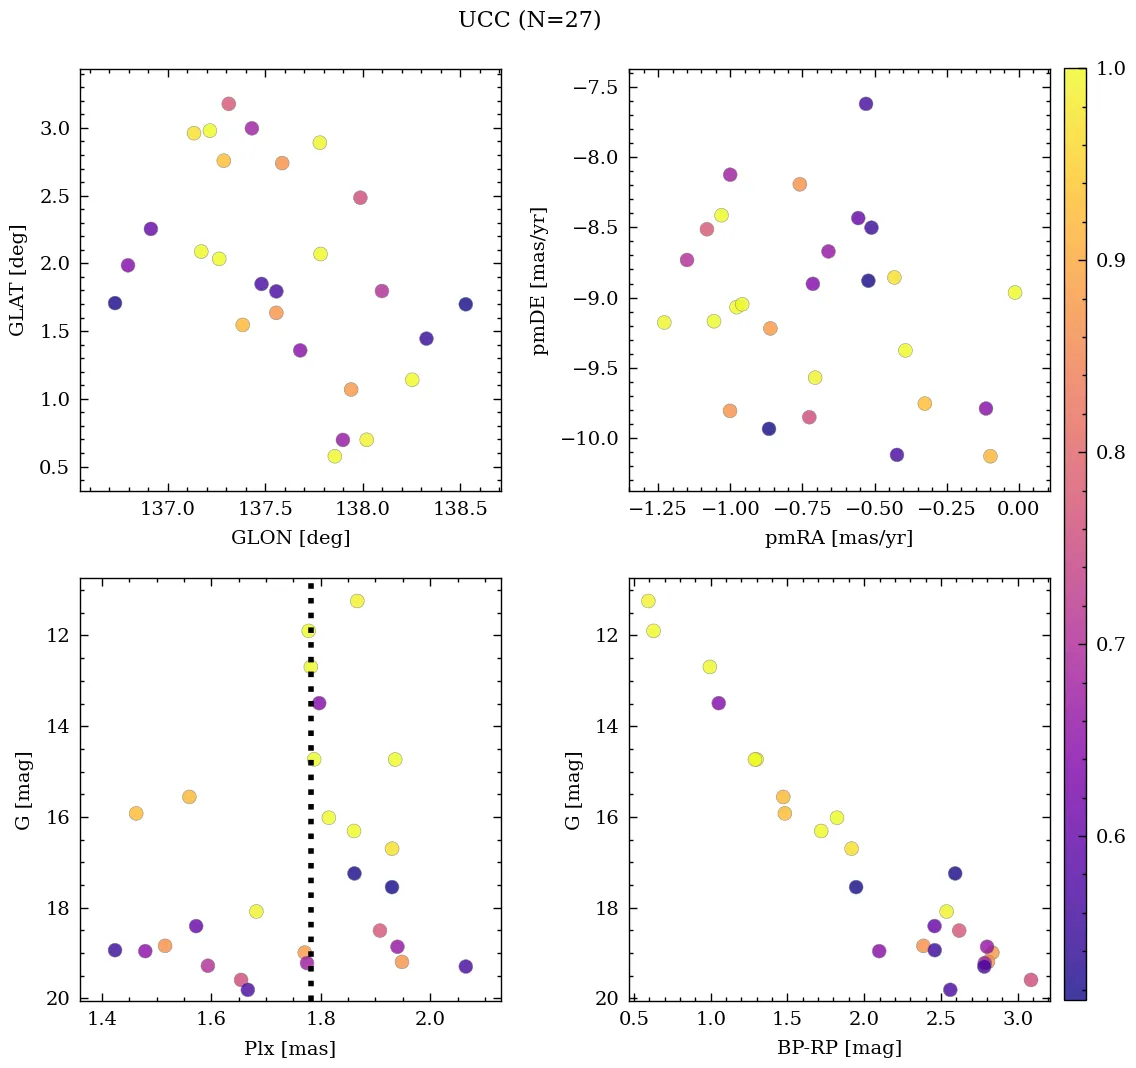 UCC (N=27)
3.0
2.5
2.0
1.5
1.0
0.5
GLAT [deg]
137.0 137.5 138.0 138.5
GLON [deg]
−7.5
−8.0
−8.5
−9.0
−9.5
−10.0
pmDE [mas/yr]
−1.25 −1.00 −0.75 −0.50 −0.25 0.00
pmRA [mas/yr]
12
14
16
18
20
G [mag]
1.4 1.6 1.8 2.0
Plx [mas]
12
14
16
18
20
G [mag]
0.5 1.0 1.5 2.0 2.5 3.0
BP-RP [mag]
1.0
0.9
0.8
0.7
0.6